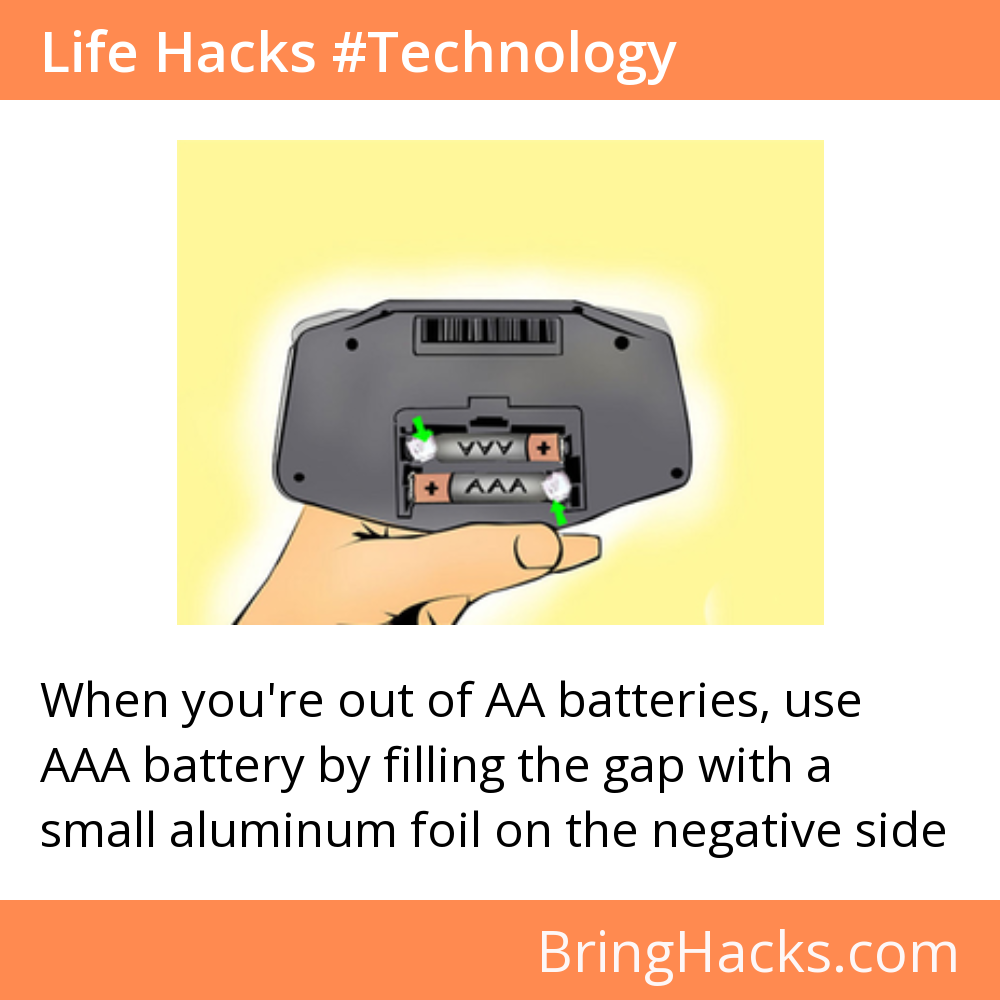 Life Hacks #Technology
AAA
+
+
AAA
When you're out of AA batteries, use
AAA battery by filling the gap with a
small aluminum foil on the negative side
BringHacks.com